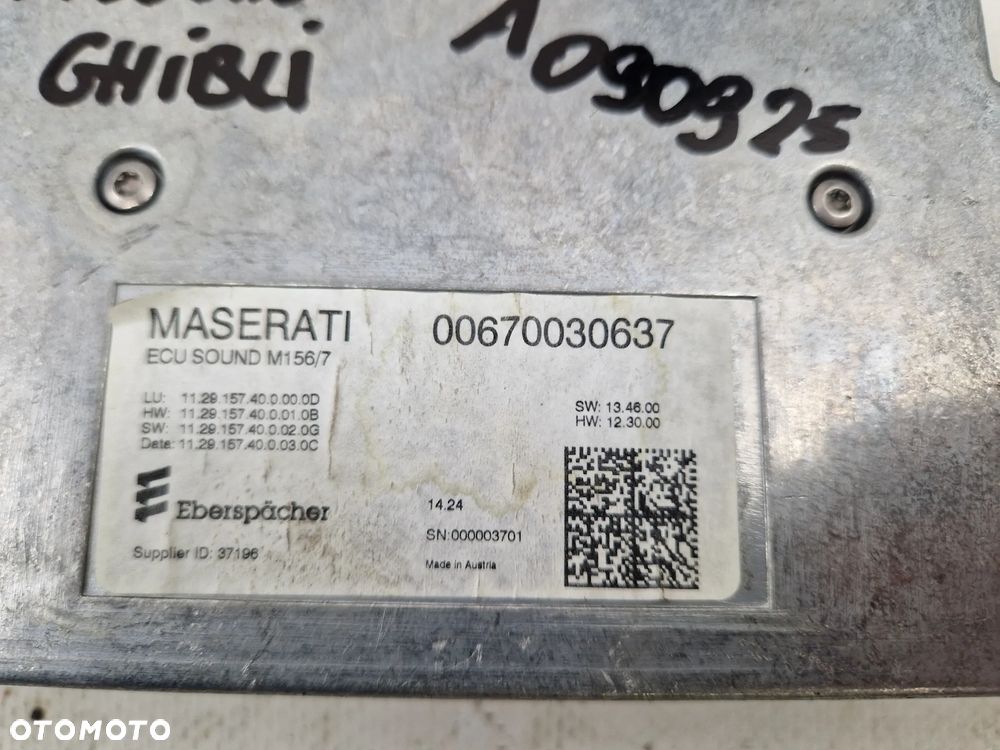 GHiBLi
A090925
MASERATI 00670030637
ECU SOUND M156/7
LU: 11.29.157.40.0.00.0D
HW: 11.29.157.40.0.01.0B
SW: 11.29.157.40.0.02.0G
Data: 11.29.157.40.0.03.0C
SW: 13.46.00
HW: 12.30.00
Eberspächer
14.24
SN:000003701
Supplier ID: 37196
Made in Austria
OTOMOTO